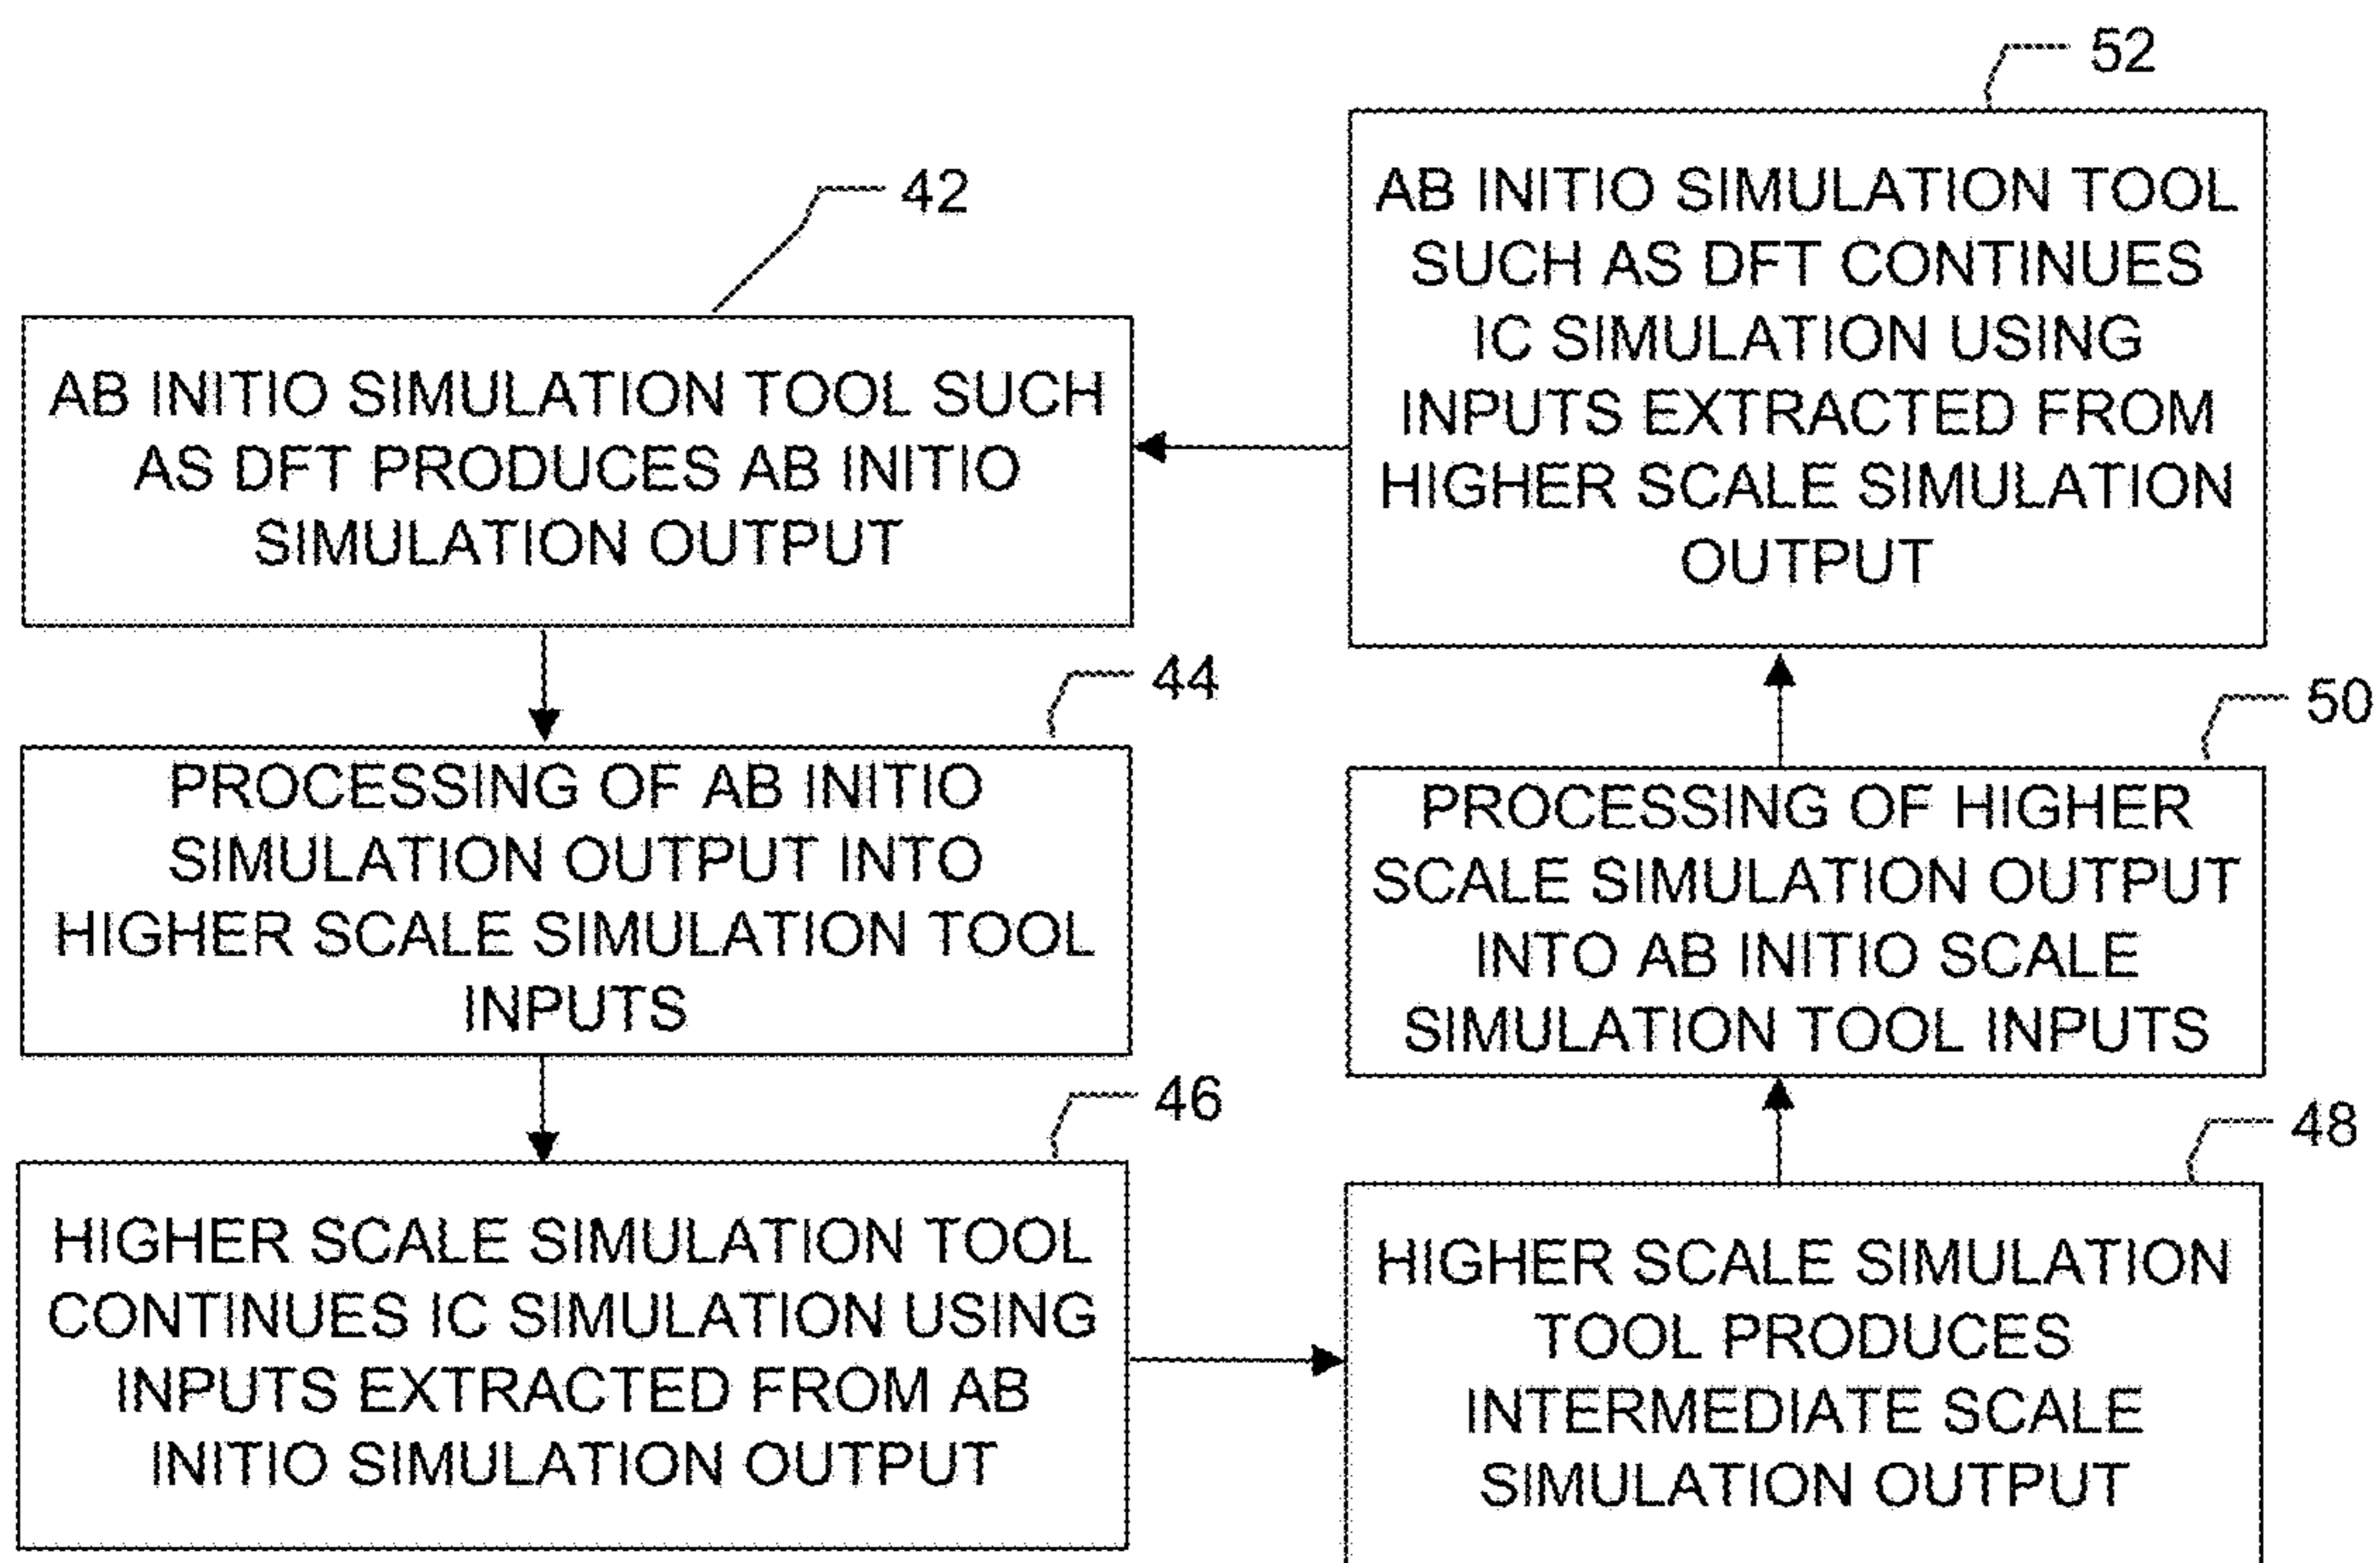 42
AB INITIO SIMULATION TOOL SUCH
AS DFT PRODUCES AB INITIO
SIMULATION OUTPUT
44
PROCESSING OF AB INITIO
SIMULATION OUTPUT INTO
HIGHER SCALE SIMULATION TOOL
INPUTS
46
HIGHER SCALE SIMULATION TOOL
CONTINUES IC SIMULATION USING
INPUTS EXTRACTED FROM AB
INITIO SIMULATION OUTPUT
48
HIGHER SCALE SIMULATION
TOOL PRODUCES
INTERMEDIATE SCALE
SIMULATION OUTPUT
50
PROCESSING OF HIGHER
SCALE SIMULATION OUTPUT
INTO AB INITIO SCALE
SIMULATION TOOL INPUTS
52
AB INITIO SIMULATION TOOL
SUCH AS DFT CONTINUES
IC SIMULATION USING
INPUTS EXTRACTED FROM
HIGHER SCALE SIMULATION
OUTPUT